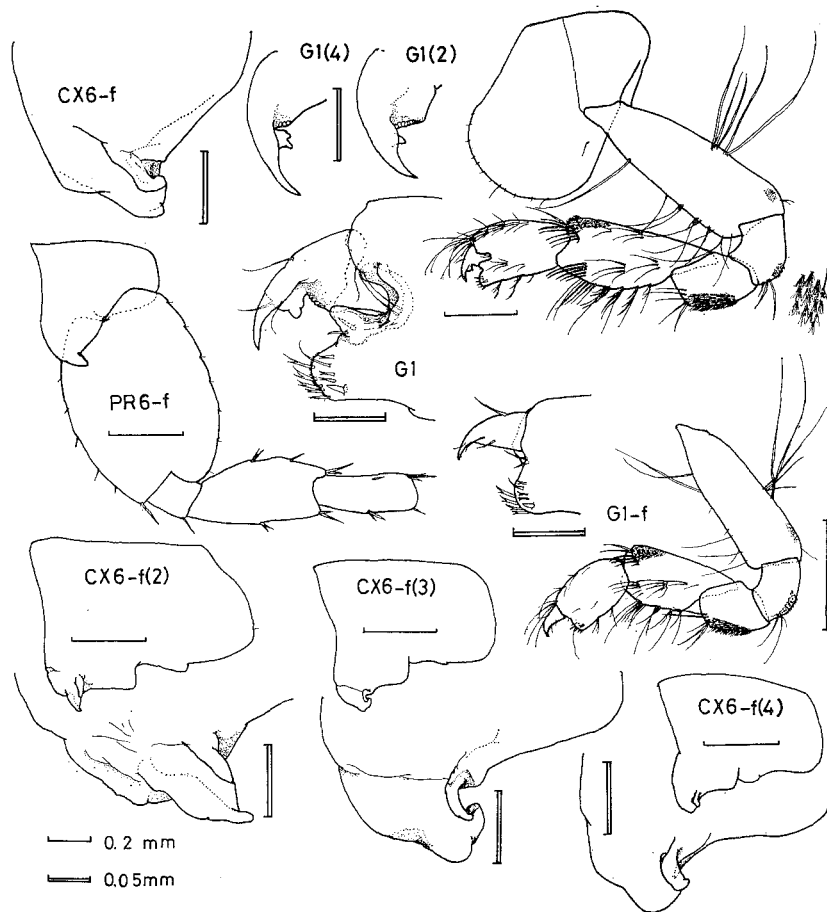 G1(4)
G1(2)
CX6-f
G1
PR6-f
G1-f
CX6-f(2)
CX6-f(3)
CX6-f(4)
0.2 mm
0.05mm